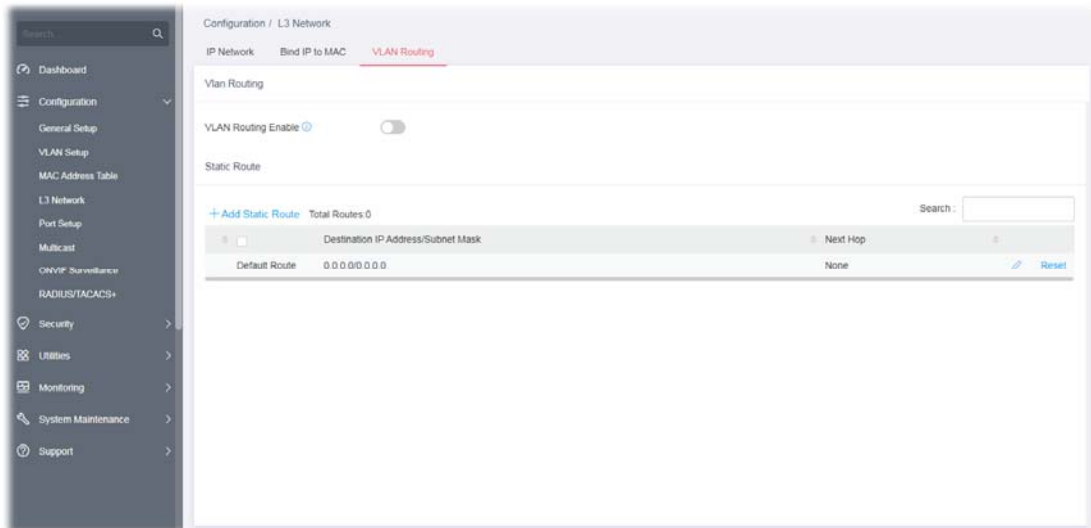 Search...
Dashboard
Configuration
General Setup
VLAN Setup
MAC Address Table
L3 Network
Port Setup
Multicast
ONVIF Surveillance
RADIUS/TACACS+
Security
Utilities
Monitoring
System Maintenance
Support
Configuration / L3 Network
IP Network Bind IP to MAC VLAN Routing
Vlan Routing
VLAN Routing Enable
Static Route
+ Add Static Route Total Routes:0 Search :
Destination IP Address/Subnet Mask Next Hop
Default Route 0.0.0.0/0.0.0.0 None Reset